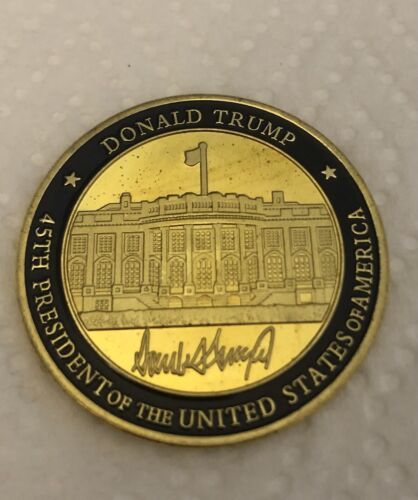 DONALD TRUMP
45TH PRESIDENT OF THE UNITED STATES OF AMERICA